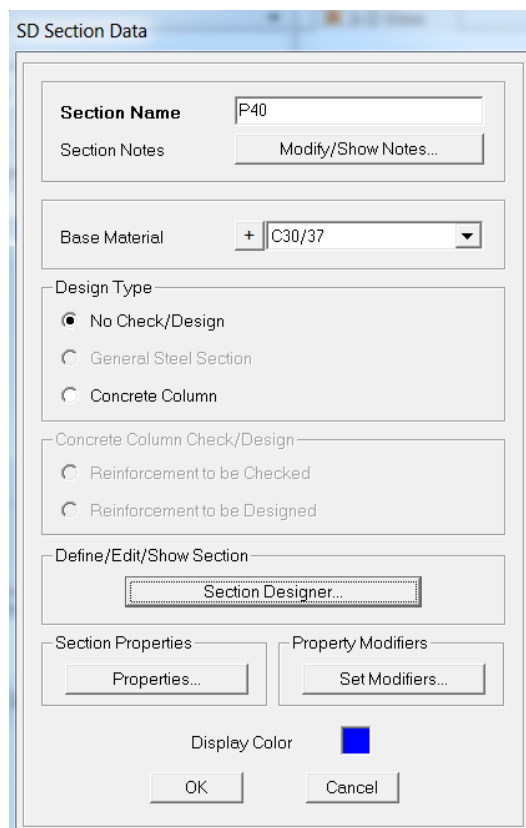 SD Section Data
Section Name P40
Section Notes Modify/Show Notes...
Base Material + C30/37
Design Type
No Check/Design
General Steel Section
Concrete Column
Concrete Column Check/Design
Reinforcement to be Checked
Reinforcement to be Designed
Define/Edit/Show Section
Section Designer...
Section Properties Property Modifiers
Properties... Set Modifiers...
Display Color
OK Cancel